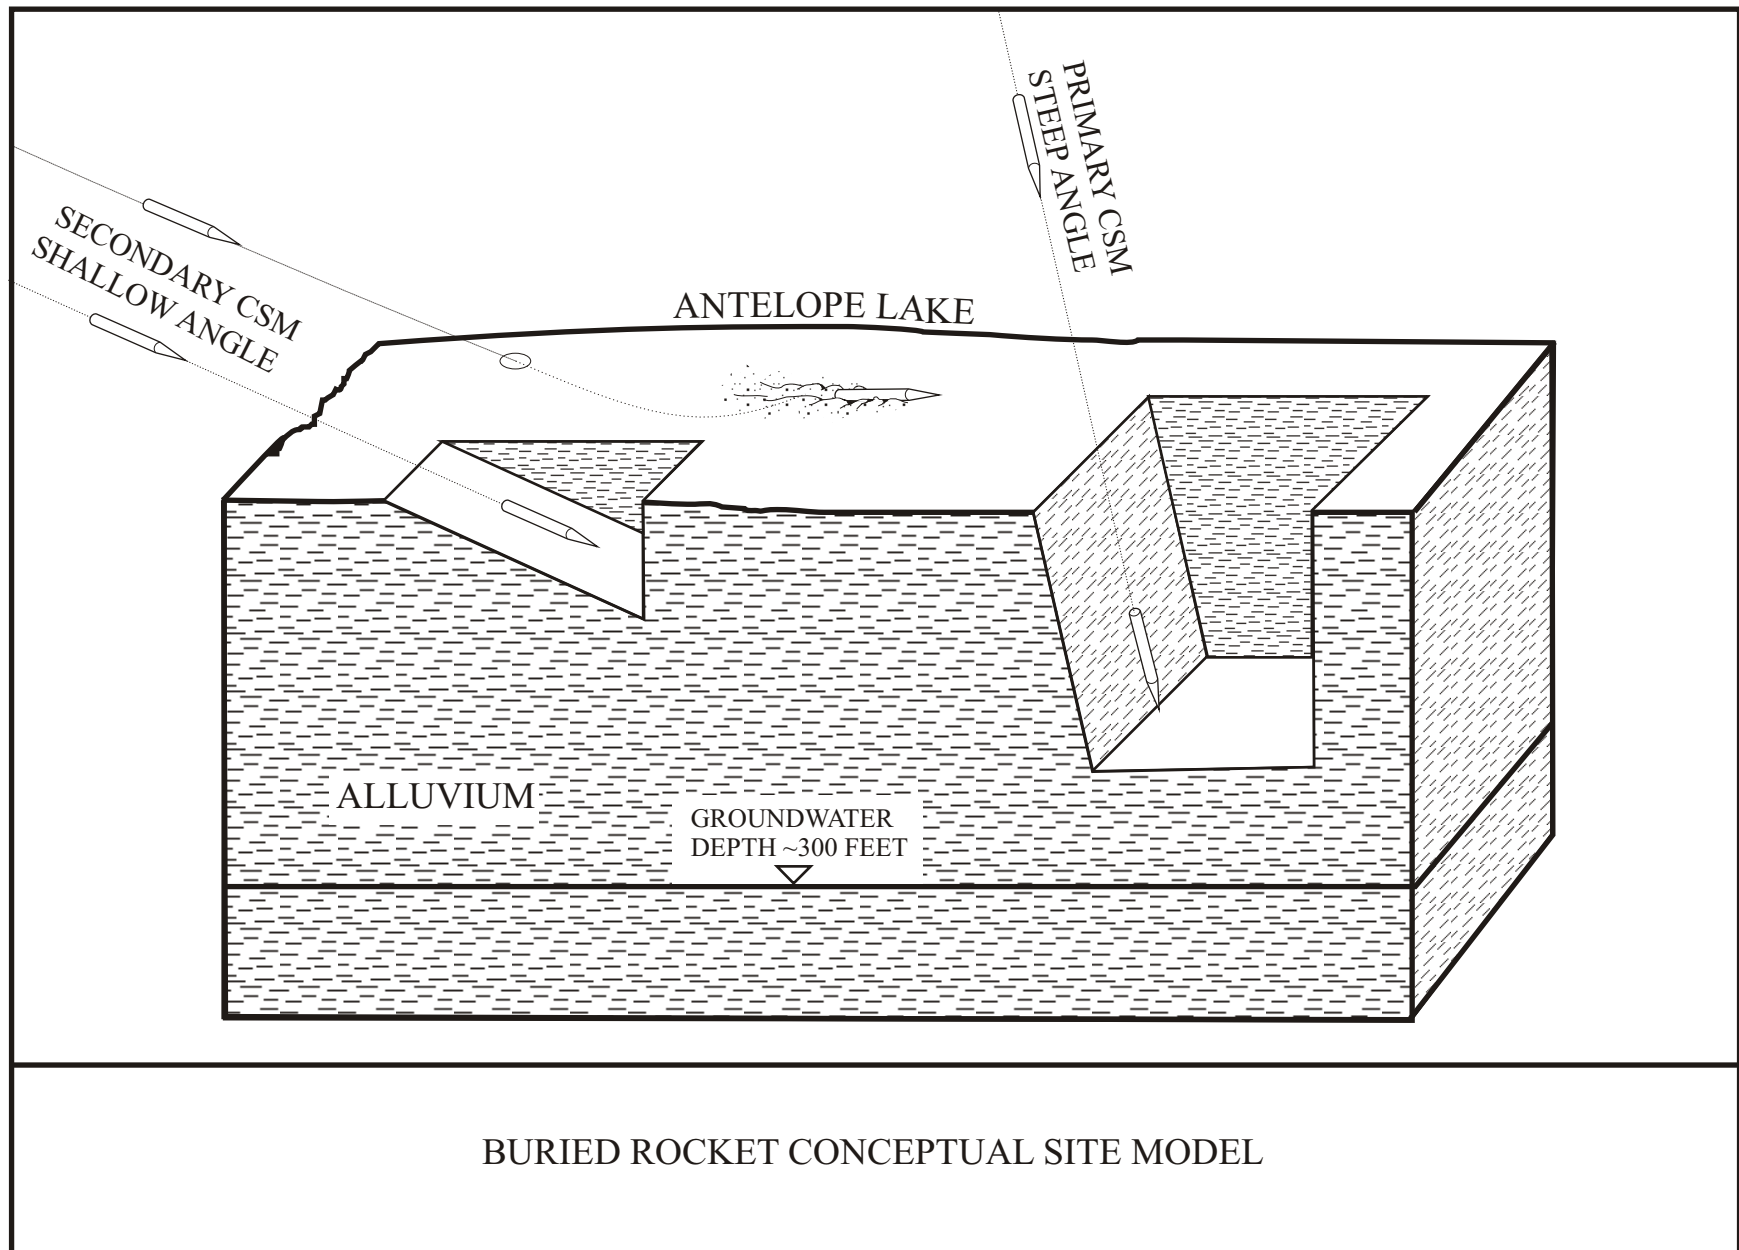 PRIMARY CSM
STEEP ANGLE
SECONDARY CSM
SHALLOW ANGLE
ANTELOPE LAKE
ALLUVIUM
GROUNDWATER
DEPTH ~300 FEET
BURIED ROCKET CONCEPTUAL SITE MODEL